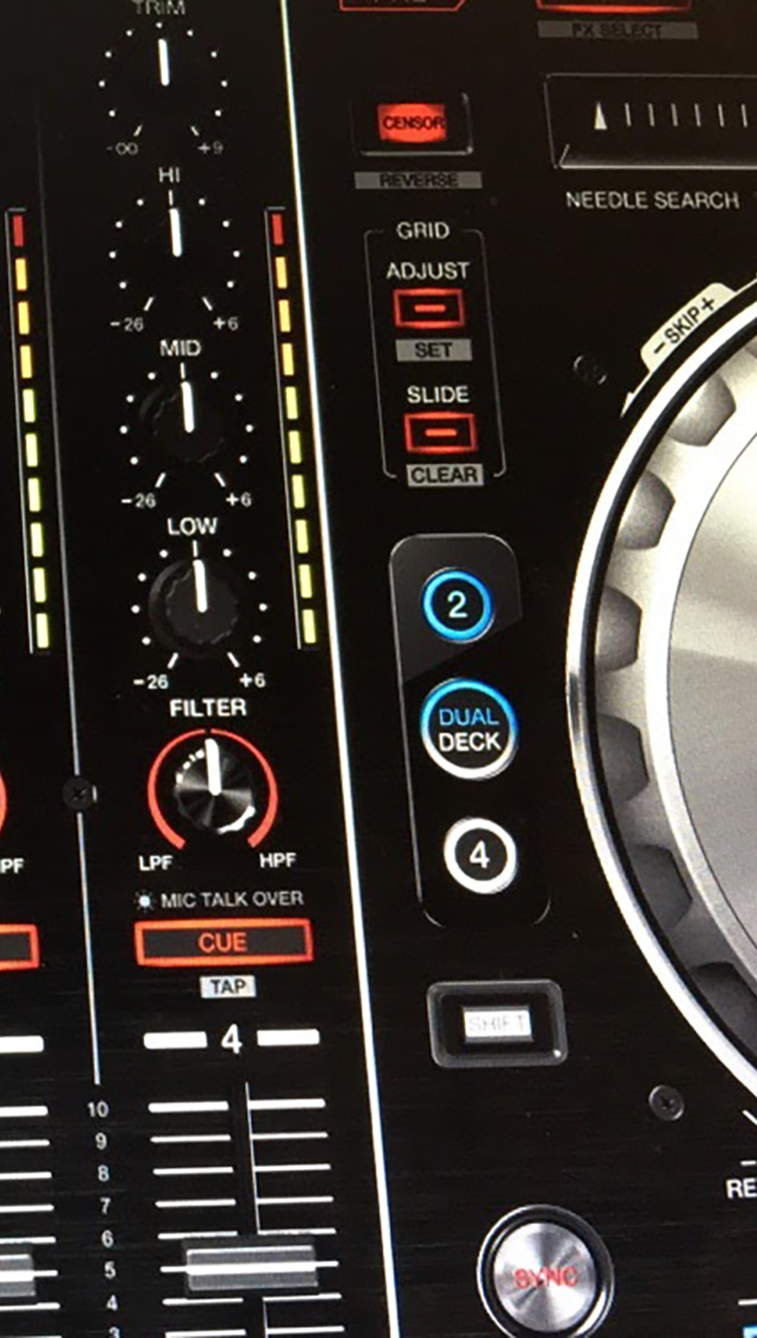 TRIM
-00 +9
HI
-26 +6
MID
-26 +6
LOW
-26 +6
FILTER
LPF HPF
MIC TALK OVER
CUE
TAP
4
10
9
8
7
6
5
4
3
PF
FX SELECT
CENSOR
REVERSE
NEEDLE SEARCH
GRID
ADJUST
SET
SLIDE
CLEAR
- SKIP +
2
DUAL
DECK
4
SHIFT
RE
SYNC